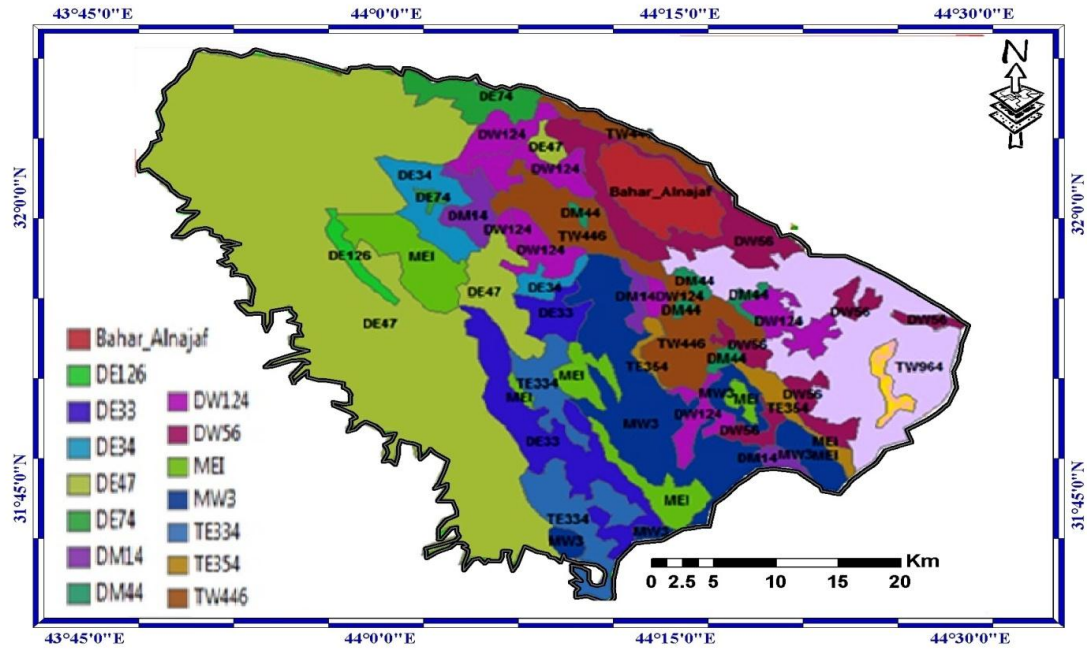 43°45'0"E 44°0'0"E 44°15'0"E 44°30'0"E
N
32°0'0"N
31°45'0"N
32°0'0"N
31°45'0"N
DE74
DW124
DE47
TW446
DW124
DE34
DE74
Bahar_Alnajaf
DM14
DM44
DW124
TW446
DW56
DW124
DE126
MEI
DE34
DE47
DM44
DM14
DW124
DM44
DM44
DE33
DW56
DW56
DE47
DW124
TW446
DW56
DM44
TE354
TW964
TE334
MEI
MEI
MW3
MEI
DW56
TE354
DW124
MW3
DE33
DW56
MEI
DM14
MW3
MEI
MEI
TE334
MW3
MW3
Bahar_Alnajaf
DE126
DE33
DE34
DE47
DE74
DM14
DM44
DW124
DW56
MEI
MW3
TE334
TE354
TW446
Km
0 2.5 5 10 15 20
43°45'0"E 44°0'0"E 44°15'0"E 44°30'0"E